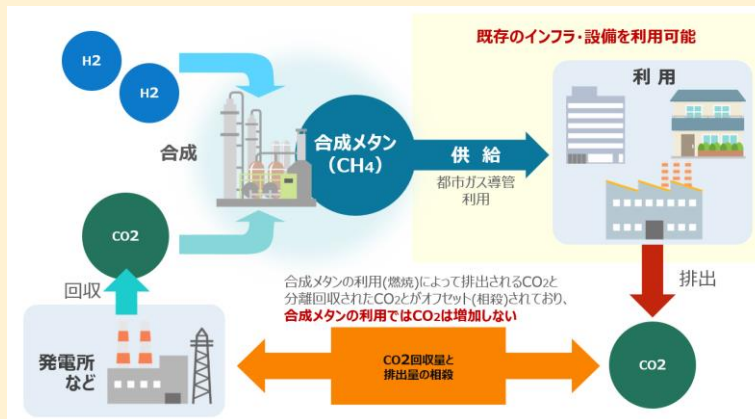 既存のインフラ・設備を利用可能
H2
H2
合成
合成メタン
（CH4）
供給
都市ガス導管
利用
利用
CO2
回収
発電所
など
合成メタンの利用(燃焼)によって排出されるCO2と
分離回収されたCO2とがオフセット(相殺)されており、
合成メタンの利用ではCO2は増加しない
排出
CO2回収量と
排出量の相殺
CO2